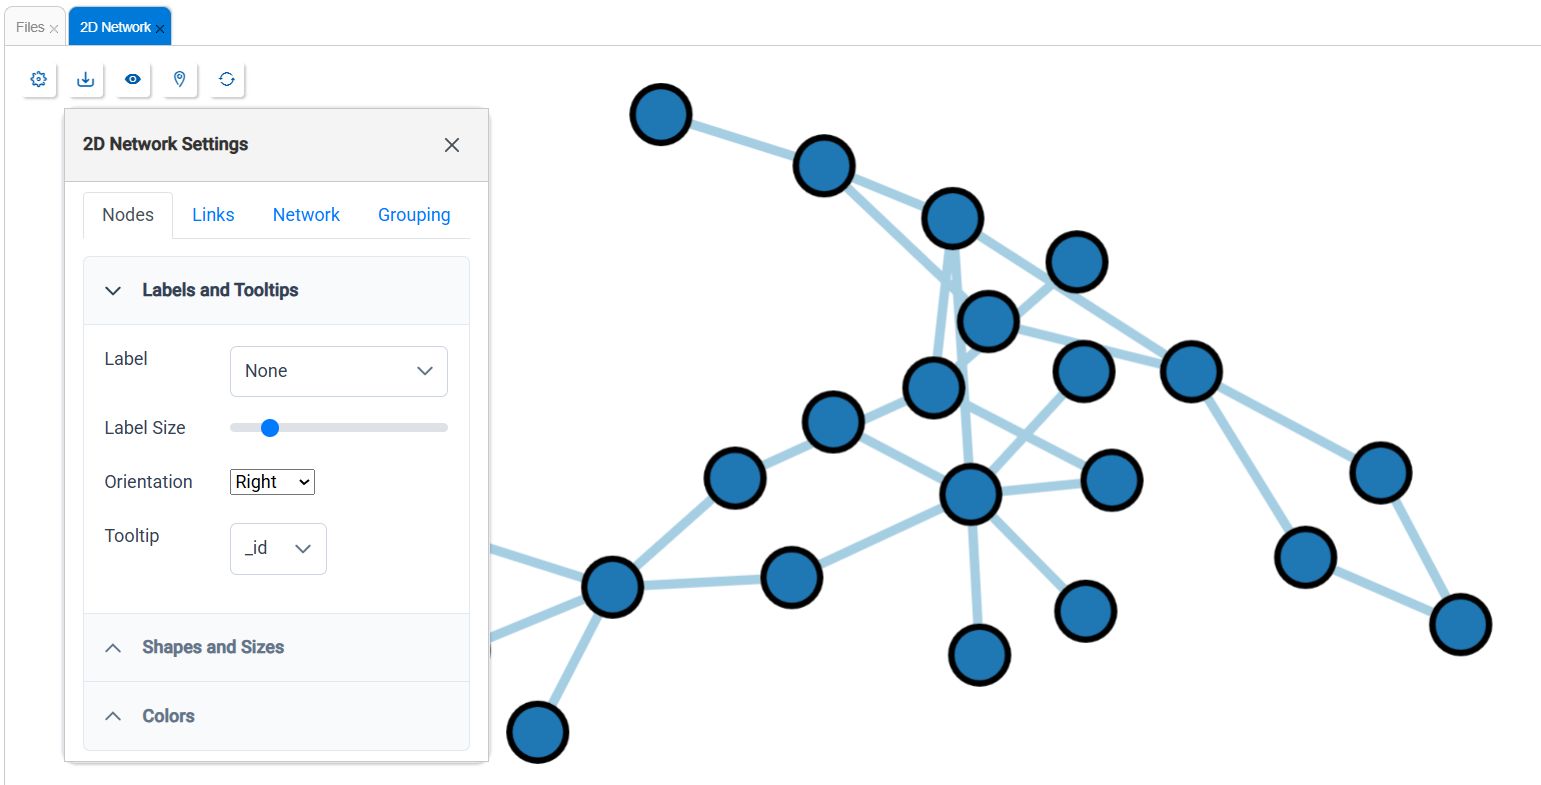 Files
2D Network
2D Network Settings
Nodes Links Network Grouping
Labels and Tooltips
Label None
Label Size
Orientation Right
Tooltip _id
Shapes and Sizes
Colors